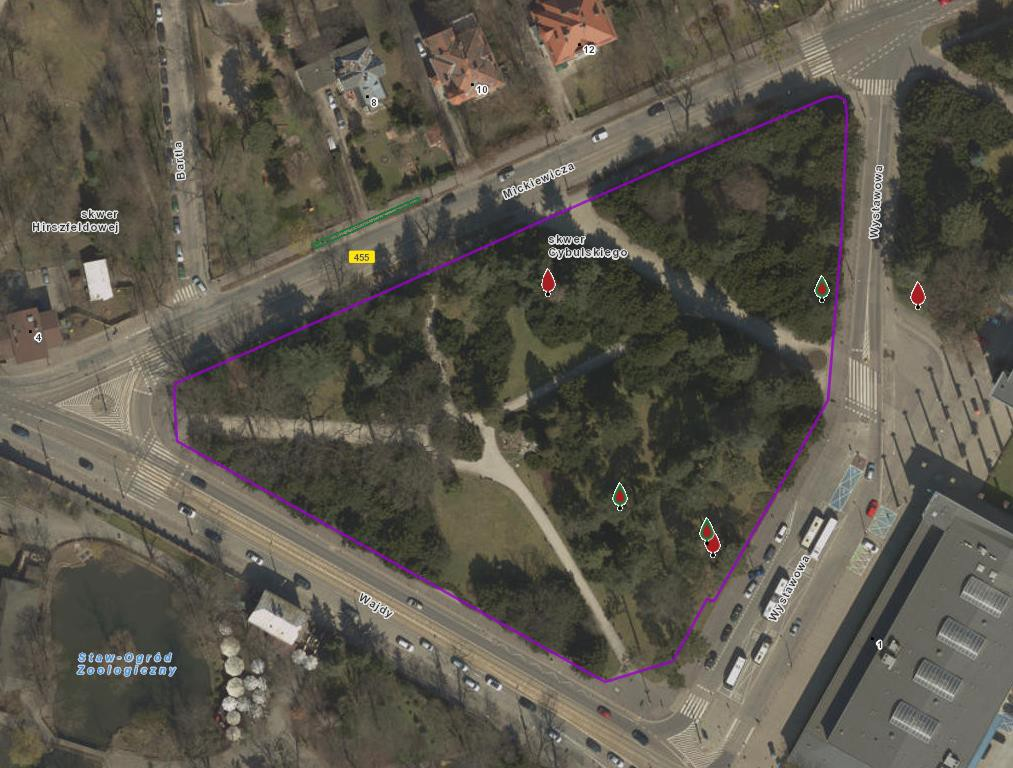 12
10
8
Bartla
Mickiewicza
Wystawowa
skwer
Hirszfeldowej
skwer
Cybulskiego
455
4
Wajdy
Wystawowa
1
Staw-Ogród
Zoologiczny